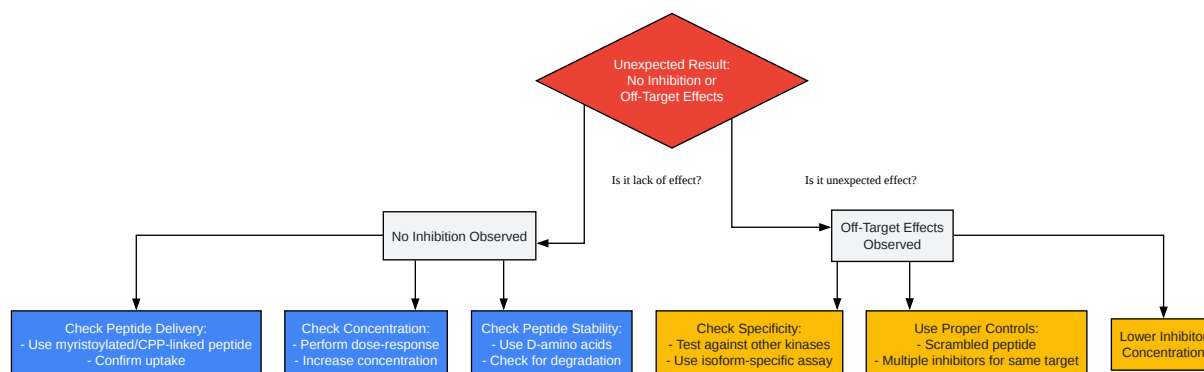 Unexpected Result:
No Inhibition or
Off-Target Effects
Is it lack of effect?
Is it unexpected effect?
No Inhibition Observed
Off-Target Effects
Observed
Check Peptide Delivery:
- Use myristoylated/CPP-linked peptide
- Confirm uptake
Check Concentration:
- Perform dose-response
- Increase concentration
Check Peptide Stability:
- Use D-amino acids
- Check for degradation
Check Specificity:
- Test against other kinases
- Use isoform-specific assay
Use Proper Controls:
- Scrambled peptide
- Multiple inhibitors for same target
Lower Inhibitor
Concentration